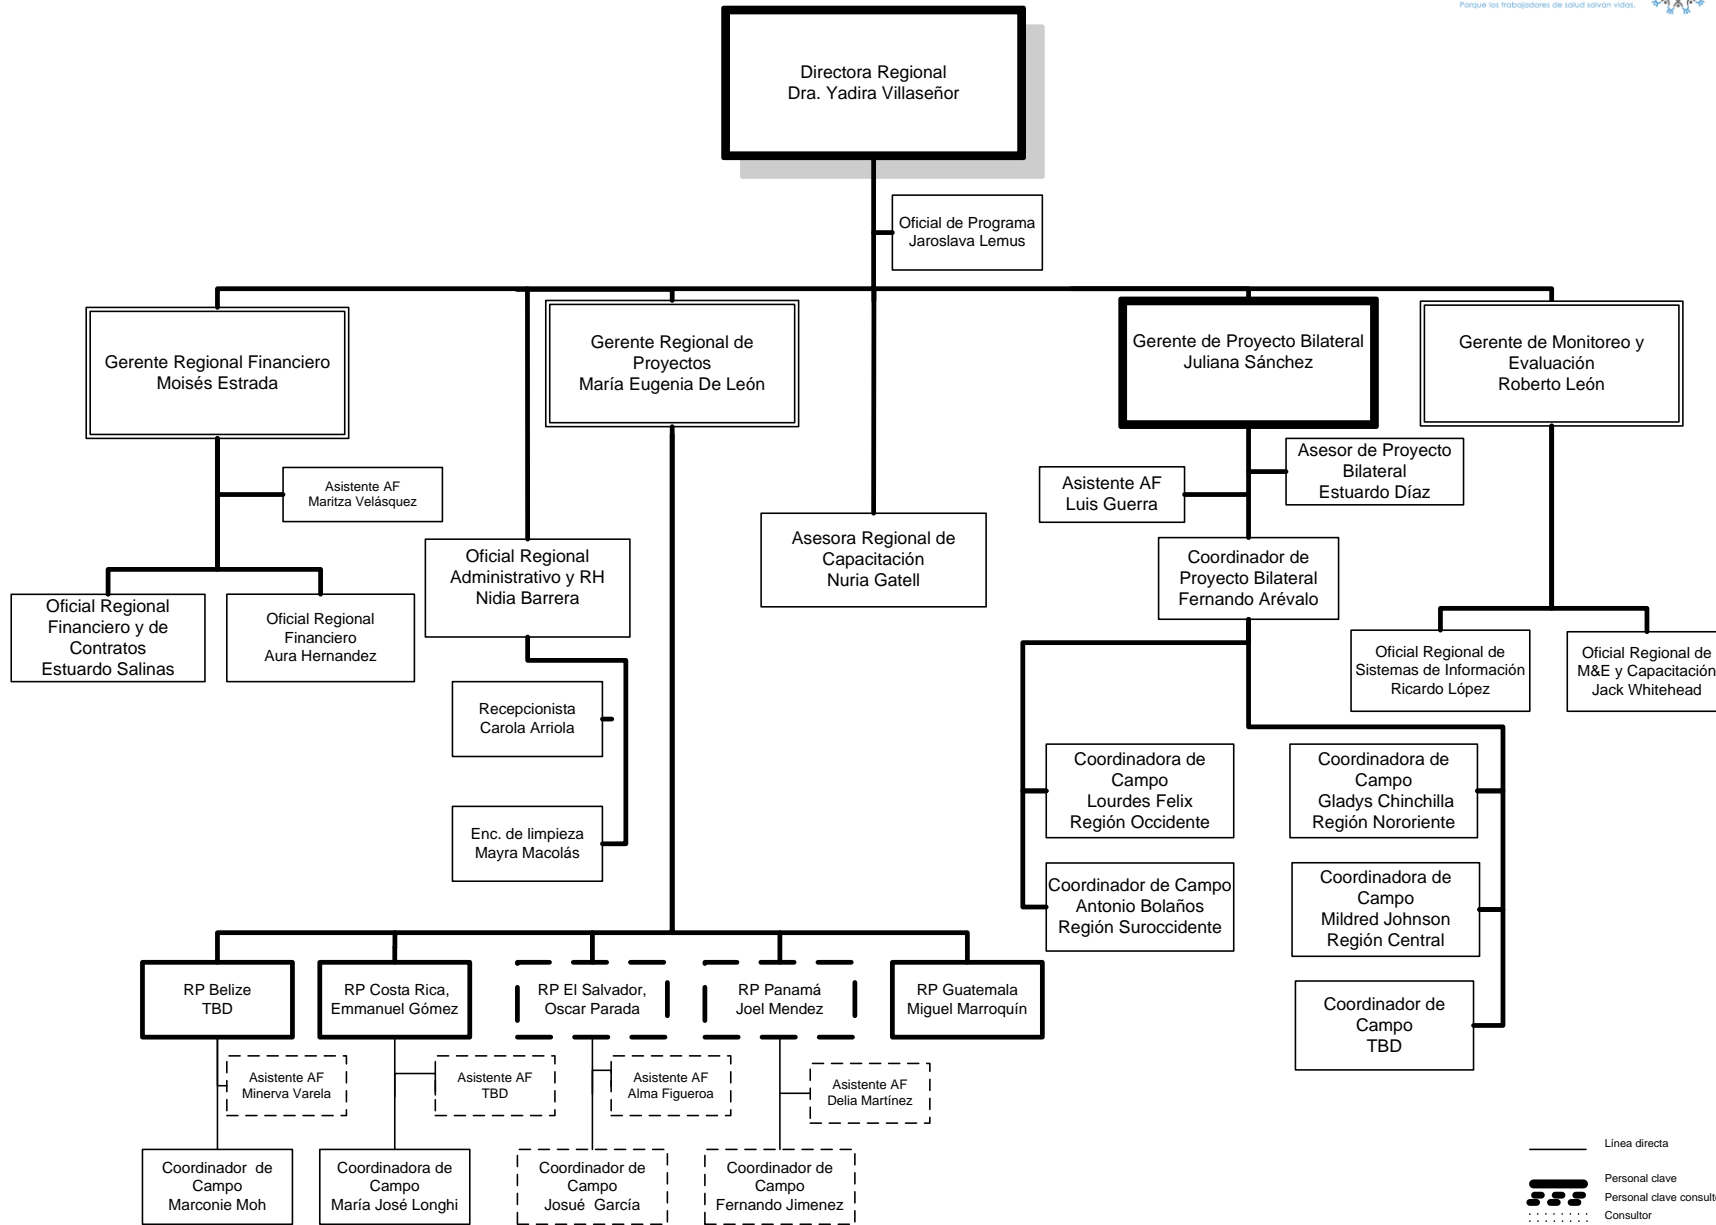 Porque los trabajadores de salud salvan vidas.
Directora Regional
Dra. Yadira Villaseñor
Oficial de Programa
Jaroslava Lemus
Gerente Regional Financiero
Moisés Estrada
Gerente Regional de
Proyectos
María Eugenia De León
Gerente de Proyecto Bilateral
Juliana Sánchez
Gerente de Monitoreo y
Evaluación
Roberto León
Asistente AF
Maritza Velásquez
Asistente AF
Luis Guerra
Asesor de Proyecto
Bilateral
Estuardo Díaz
Oficial Regional
Administrativo y RH
Nidia Barrera
Asesora Regional de
Capacitación
Nuria Gatell
Coordinador de
Proyecto Bilateral
Fernando Arévalo
Oficial Regional
Financiero y de
Contratos
Estuardo Salinas
Oficial Regional
Financiero
Aura Hernandez
Oficial Regional de
Sistemas de Información
Ricardo López
Oficial Regional de
M&E y Capacitación
Jack Whitehead
Recepcionista
Carola Arriola
Enc. de limpieza
Mayra Macolás
Coordinadora de
Campo
Lourdes Felix
Región Occidente
Coordinadora de
Campo
Gladys Chinchilla
Región Nororiente
Coordinador de Campo
Antonio Bolaños
Región Suroccidente
Coordinadora de
Campo
Mildred Johnson
Región Central
Coordinador de
Campo
TBD
RP Belize
TBD
RP Costa Rica,
Emmanuel Gómez
RP El Salvador,
Oscar Parada
RP Panamá
Joel Mendez
RP Guatemala
Miguel Marroquín
Asistente AF
Minerva Varela
Asistente AF
TBD
Asistente AF
Alma Figueroa
Asistente AF
Delia Martínez
Coordinador de
Campo
Marconie Moh
Coordinadora de
Campo
María José Longhi
Coordinador de
Campo
Josué García
Coordinador de
Campo
Fernando Jimenez
Línea directa
Personal clave
Personal clave consulto
Consultor